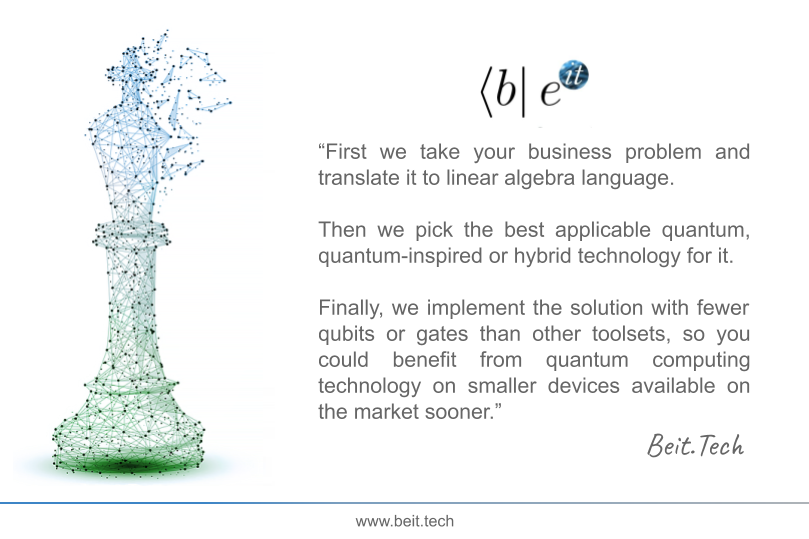 ⟨b| e^it
“First we take your business problem and
translate it to linear algebra language.
Then we pick the best applicable quantum,
quantum-inspired or hybrid technology for it.
Finally, we implement the solution with fewer
qubits or gates than other toolsets, so you
could benefit from quantum computing
technology on smaller devices available on
the market sooner.”
Beit.Tech
www.beit.tech